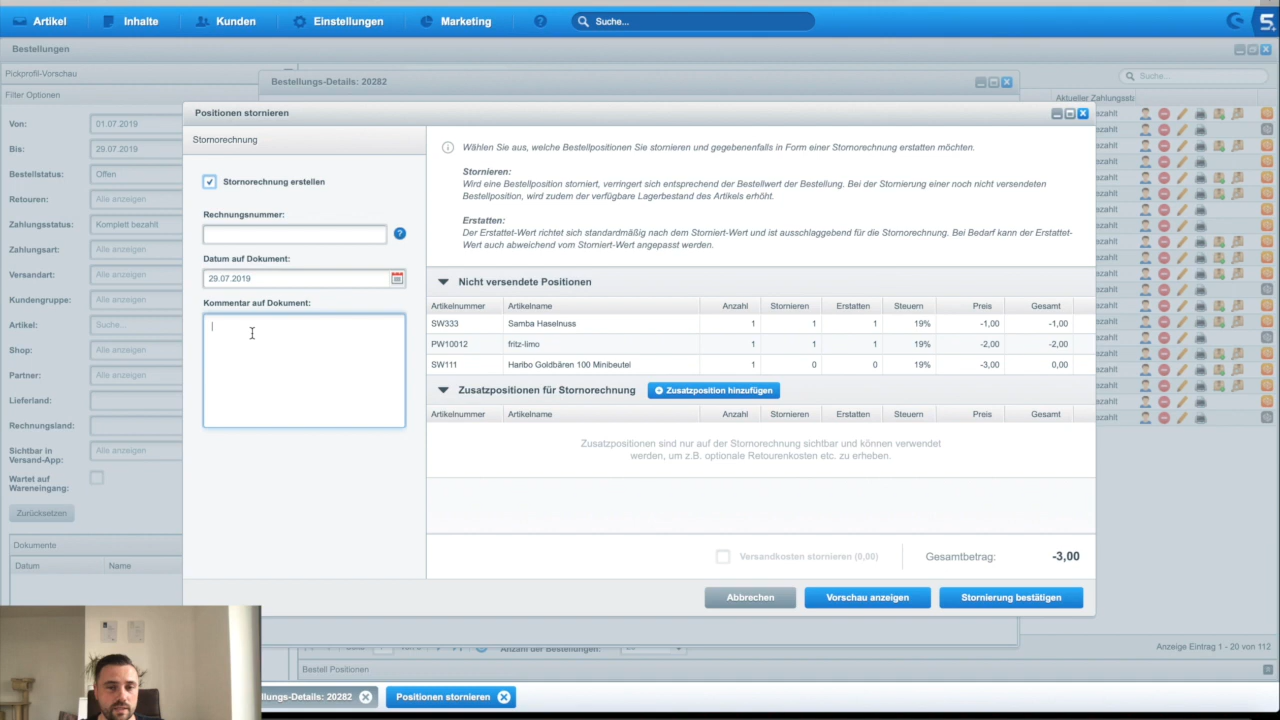 Artikel Inhalte Kunden Einstellungen Marketing ? Suche...
Bestellungen
Pickprofil-Vorschau
Filter Optionen
Von: 01.07.2019
Bis: 29.07.2019
Bestellstatus: Offen
Retouren: Alle anzeigen
Zahlungsstatus: Komplett bezahlt
Zahlungsart: Alle anzeigen
Versandart: Alle anzeigen
Kundengruppe: Alle anzeigen
Artikel: Suche...
Shop: Alle anzeigen
Partner: Alle anzeigen
Lieferland:
Rechnungsland:
Sichtbar in
Versand-App: Alle anzeigen
Wartet auf
Wareneingang:
Zurücksetzen
Dokumente
Datum Name
Bestellungs-Details: 20282
Suche...
Aktueller Zahlungssta
Positionen stornieren
Stornorechnung
Stornorechnung erstellen
Rechnungsnummer:
?
Datum auf Dokument:
29.07.2019
Kommentar auf Dokument:
Wählen Sie aus, welche Bestellpositionen Sie stornieren und gegebenenfalls in Form einer Stornorechnung erstatten möchten.
Stornieren:
Wird eine Bestellposition storniert, verringert sich entsprechend der Bestellwert der Bestellung. Bei der Stornierung einer noch nicht versendeten
Bestellposition, wird zudem der verfügbare Lagerbestand des Artikels erhöht.
Erstatten:
Der Erstattet-Wert richtet sich standardmäßig nach dem Storniert-Wert und ist ausschlaggebend für die Stornorechnung. Bei Bedarf kann der Erstattet-
Wert auch abweichend vom Storniert-Wert angepasst werden.
Nicht versendete Positionen
Artikelnummer Artikelname Anzahl Stornieren Erstatten Steuern Preis Gesamt
SW333 Samba Haselnuss 1 1 1 19% -1,00 -1,00
PW10012 fritz-limo 1 1 1 19% -2,00 -2,00
SW111 Haribo Goldbären 100 Minibeutel 1 0 0 19% -3,00 0,00
Zusatzpositionen für Stornorechnung Zusatzposition hinzufügen
Artikelnummer Artikelname Anzahl Stornieren Erstatten Steuern Preis Gesamt
Zusatzpositionen sind nur auf der Stornorechnung sichtbar und können verwendet
werden, um z.B. optionale Retourenkosten etc. zu erheben.
Versandkosten stornieren (0,00) Gesamtbetrag: -3,00
Abbrechen Vorschau anzeigen Stornierung bestätigen
Anzahl der Bestellungen:
Anzeige Eintrag 1 - 20 von 112
Bestell Positionen
llungs-Details: 20282 Positionen stornieren